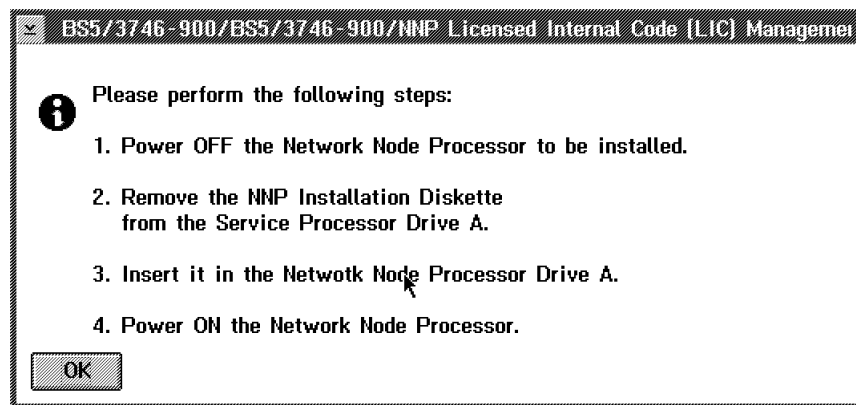 BS5/3746-900/BS5/3746-900/NNP Licensed Internal Code (LIC)
Please perform the following steps:
1. Power OFF the Network Node Processor to be installed.
2. Remove the NNP Installation Diskette
from the Service Processor Drive A.
3. Insert it in the Netwotk Node Processor Drive A.
4. Power ON the Network Node Processor.
OK